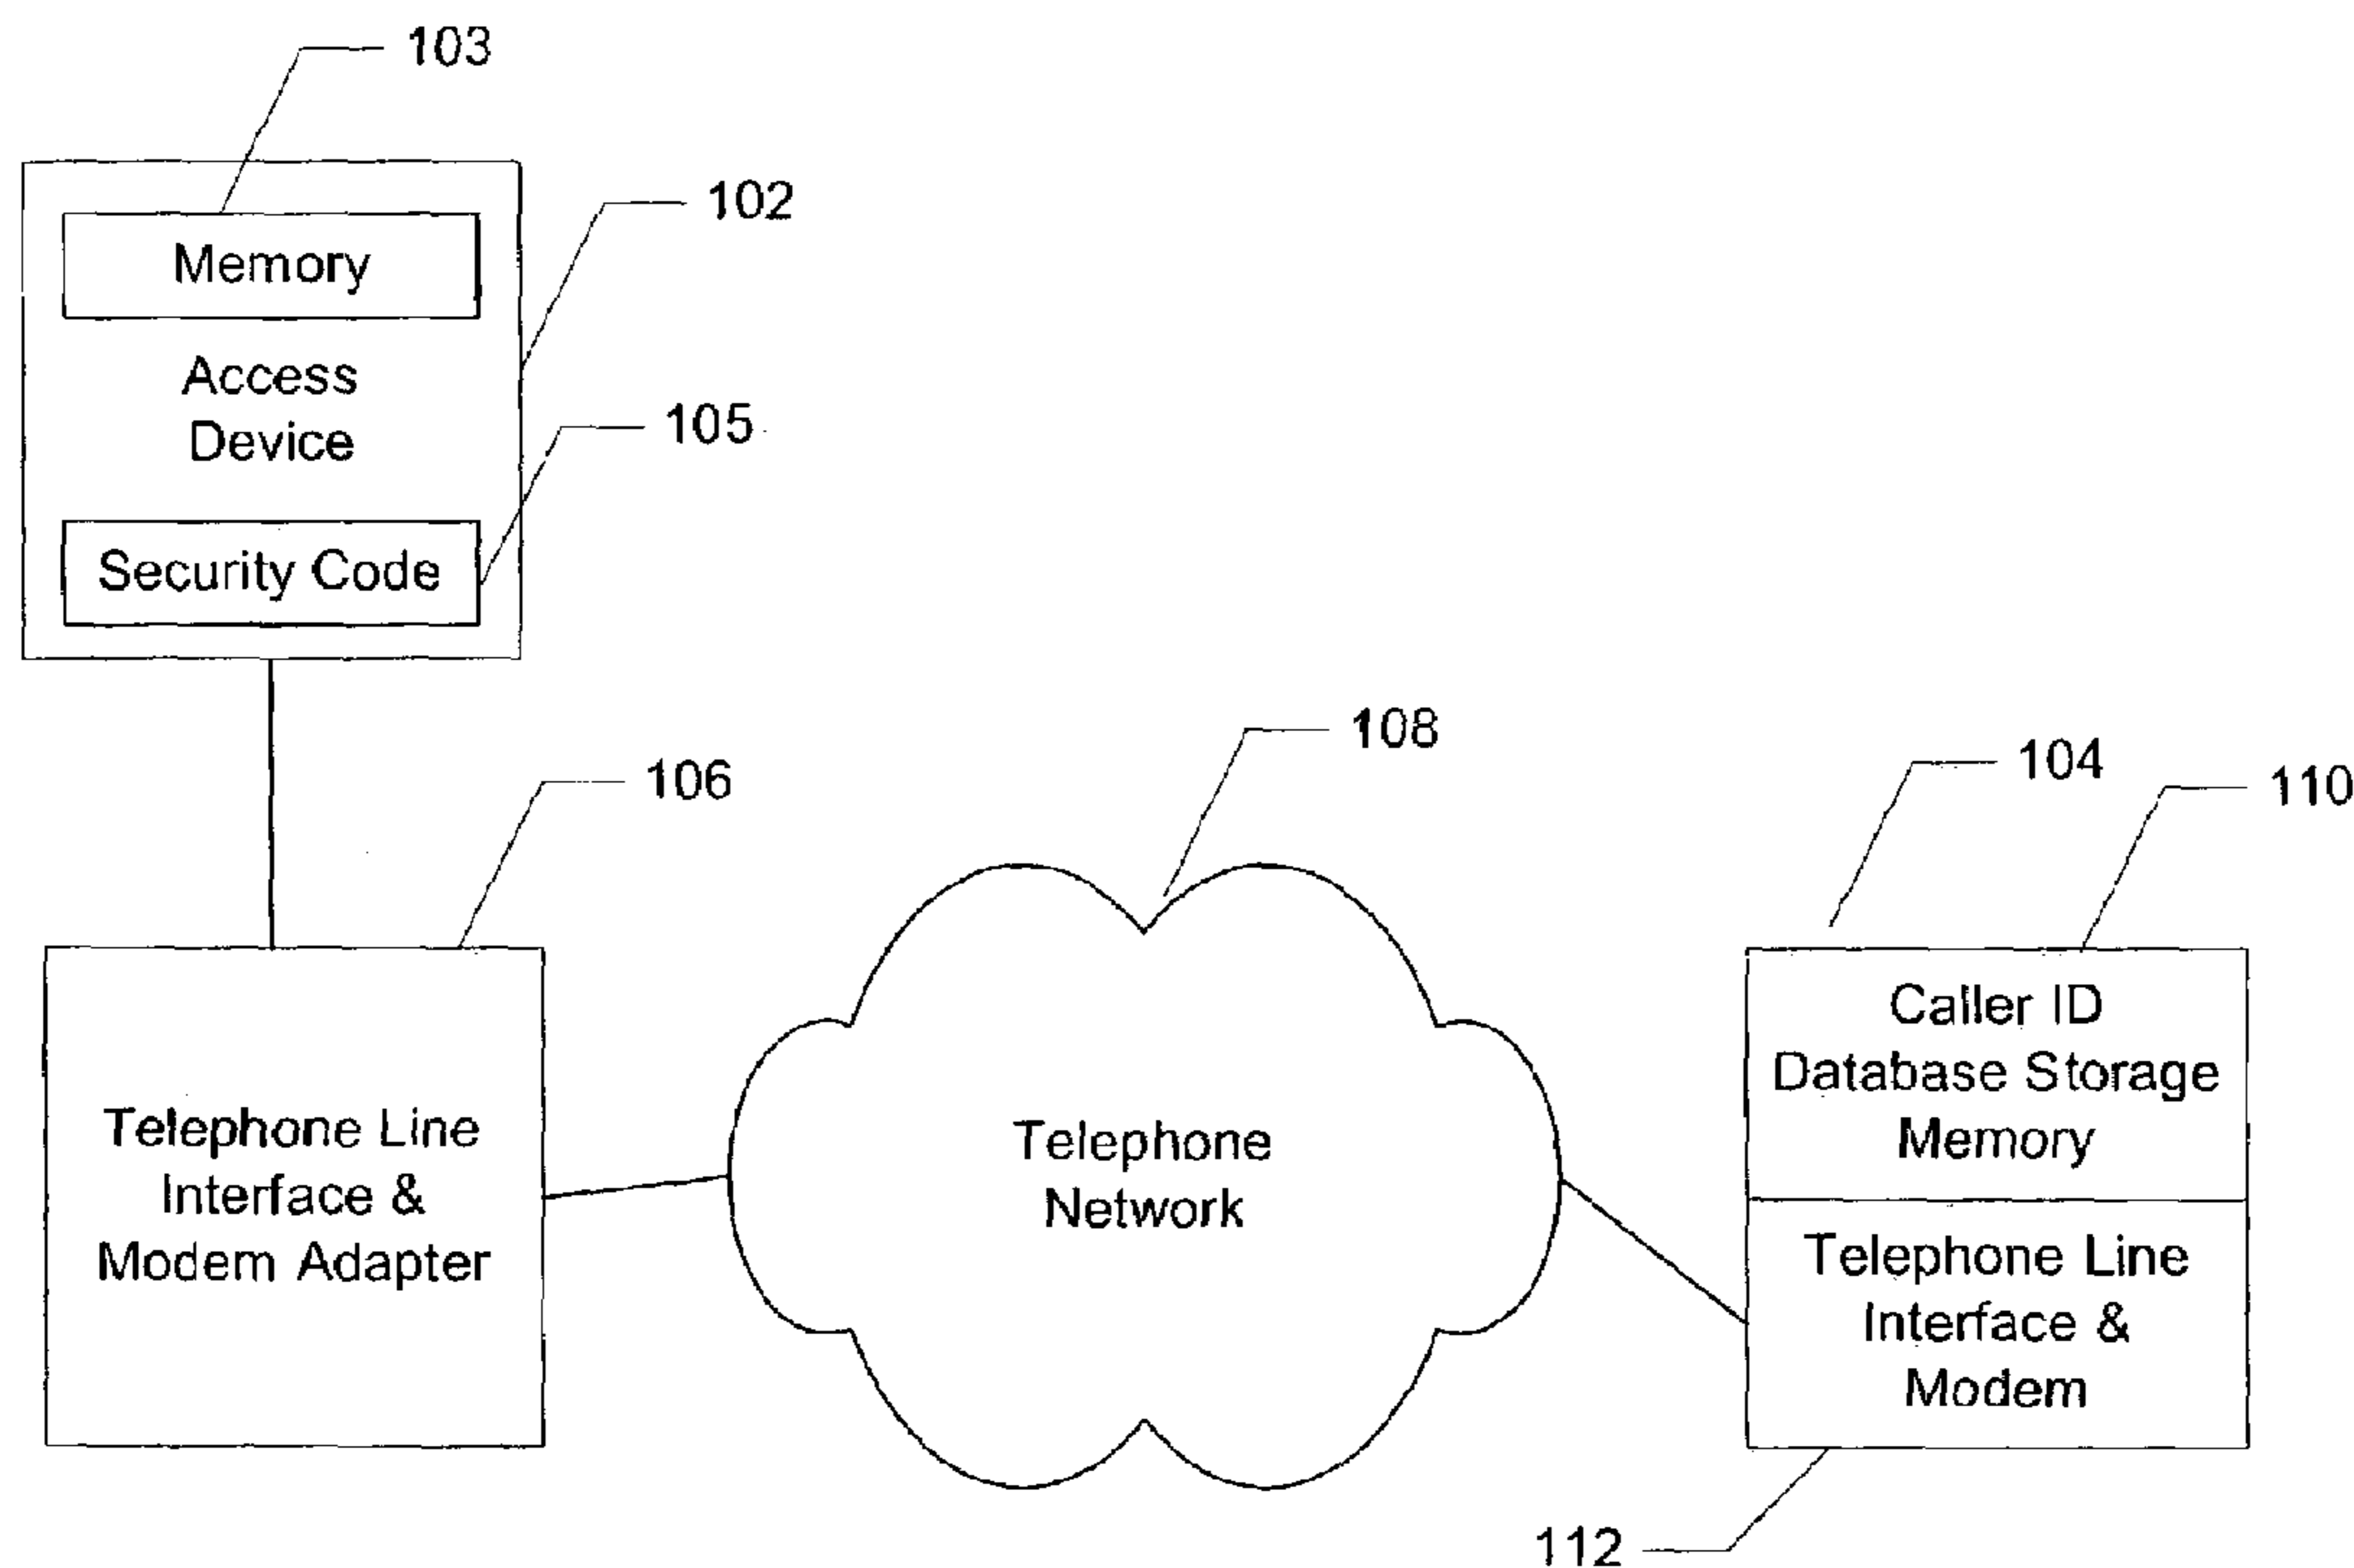 103
102
Memory
Access
Device
105
Security Code
108
104
106
110
Caller ID
Database Storage
Memory
Telephone Line
Interface &
Modem Adapter
Telephone
Network
Telephone Line
Interface &
Modem
112